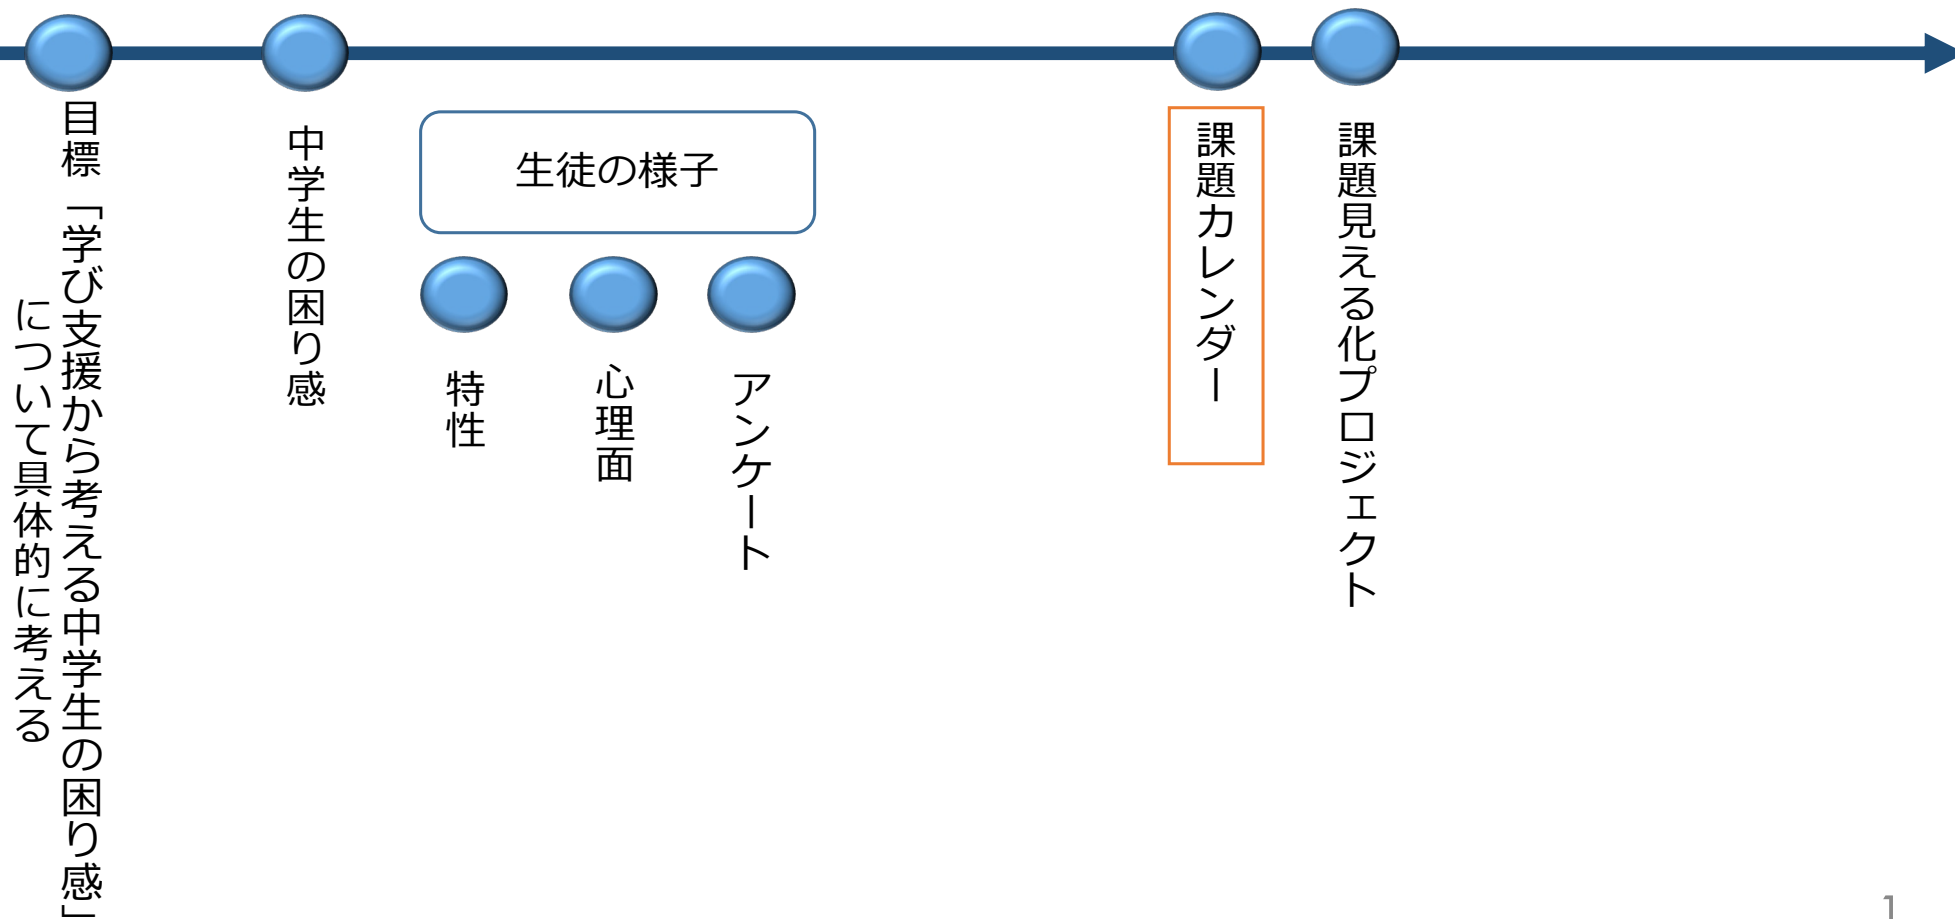 目標「学び支援から考える中学生の困り感」
について具体的に考える
中学生の困り感
生徒の様子
特性
心理面
アンケート
課題カレンダー
課題見える化プロジェクト
1